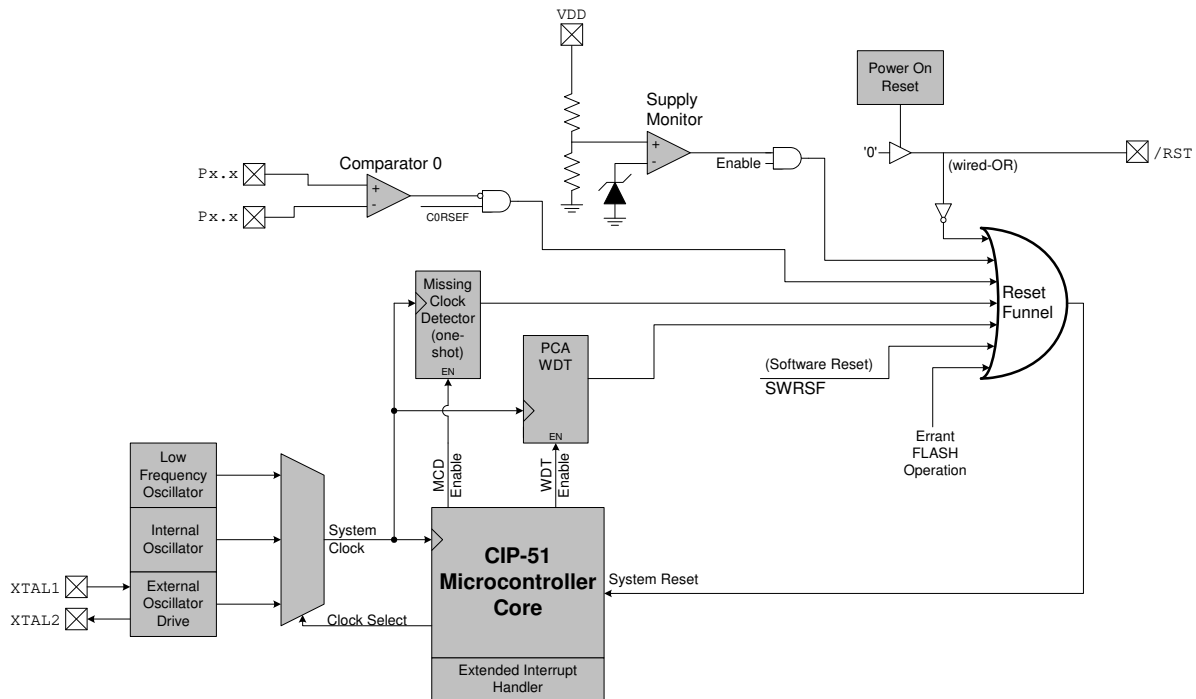 VDD
Power On
Reset
Supply
Monitor
+
-
Enable
'0'
(wired-OR)
/RST
Comparator 0
Px.x
Px.x
+
-
C0RSEF
Missing
Clock
Detector
(one-
shot)
EN
PCA
WDT
EN
Reset
Funnel
(Software Reset)
SWRSF
Errant
FLASH
Operation
MCD
Enable
WDT
Enable
Low
Frequency
Oscillator
Internal
Oscillator
External
Oscillator
Drive
XTAL1
XTAL2
System
Clock
Clock Select
CIP-51
Microcontroller
Core
System Reset
Extended Interrupt
Handler